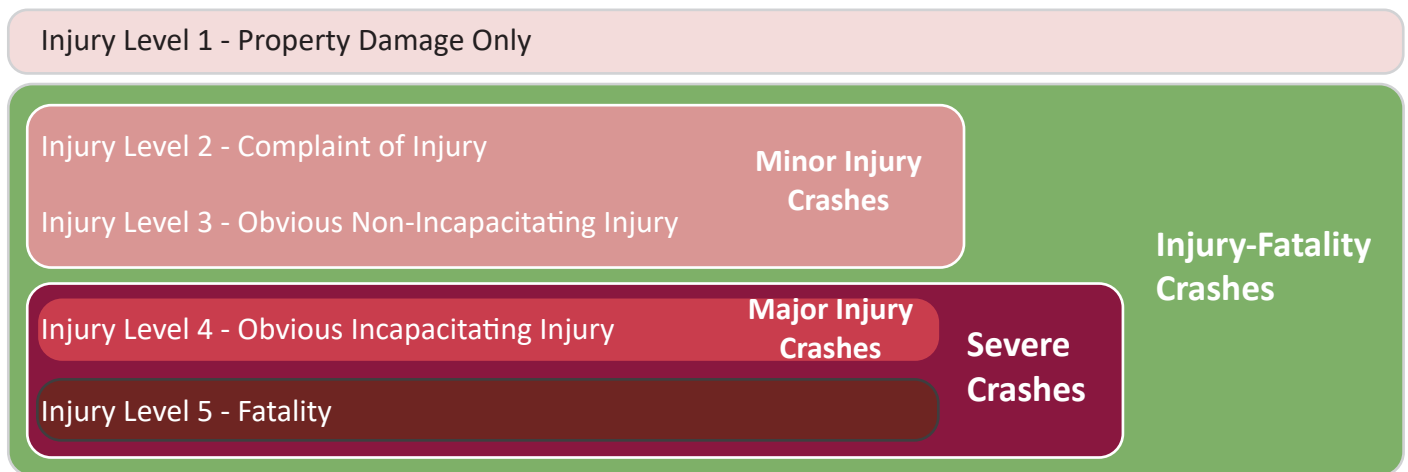 Injury Level 1 - Property Damage Only
Injury Level 2 - Complaint of Injury
Minor Injury
Crashes
Injury Level 3 - Obvious Non-Incapacitating Injury
Injury-Fatality
Crashes
Injury Level 4 - Obvious Incapacitating Injury
Major Injury
Crashes
Severe
Crashes
Injury Level 5 - Fatality